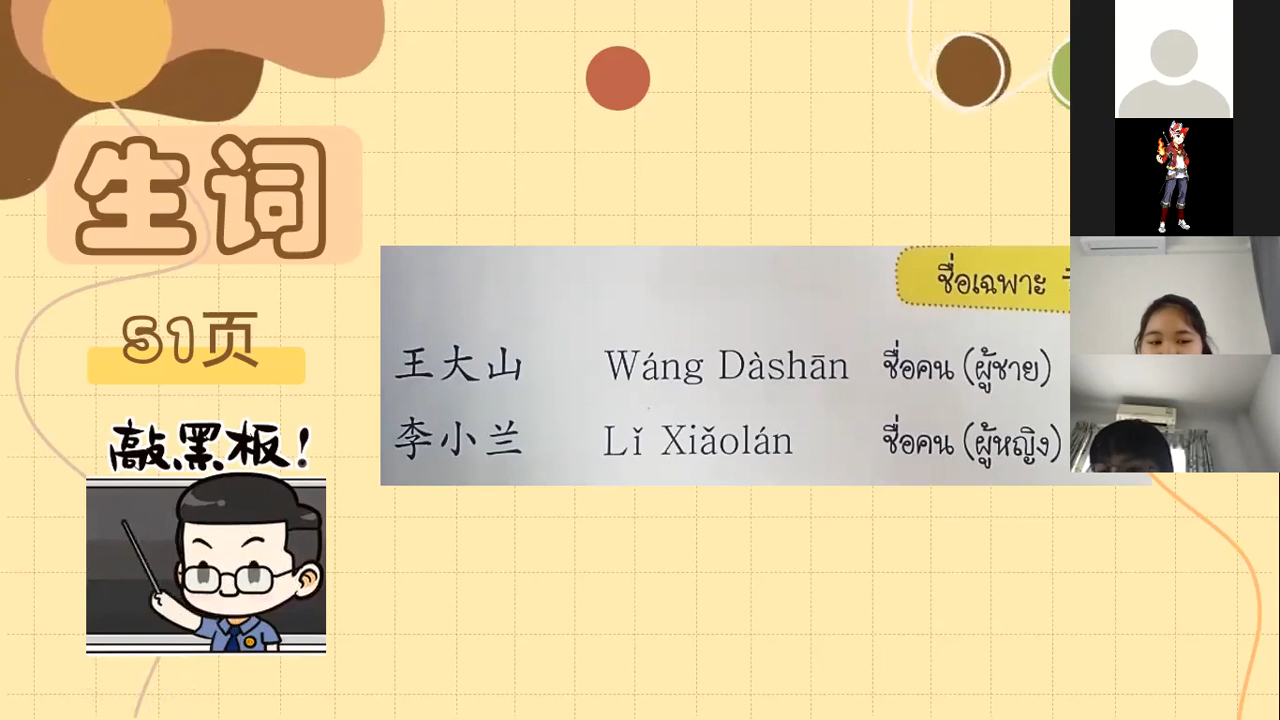 生词
51页
敲黑板!
ชื่อเฉพาะ
王大山 Wáng Dàshān ชื่อคน (ผู้ชาย)
李小兰 Lǐ Xiǎolán ชื่อคน (ผู้หญิง)